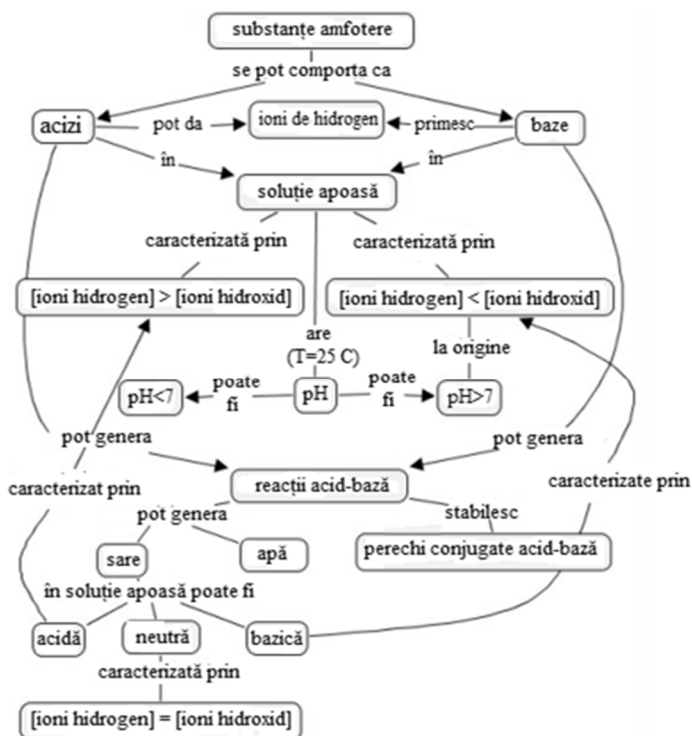 substanțe amfotere
se pot comporta ca
acizi
pot da
ioni de hidrogen
primesc
baze
în
în
soluție apoasă
caracterizată prin
caracterizată prin
[ioni hidrogen] > [ioni hidroxid]
[ioni hidrogen] < [ioni hidroxid]
are
(T=25 C)
la origine
pH<7
poate
fi
pH
poate
fi
pH>7
pot genera
pot genera
caracterizat prin
reacții acid-bază
caracterizate prin
pot genera
stabilesc
sare
apă
perechi conjugate acid-bază
în soluție apoasă poate fi
acidă
neutră
bazică
caracterizată prin
[ioni hidrogen] = [ioni hidroxid]